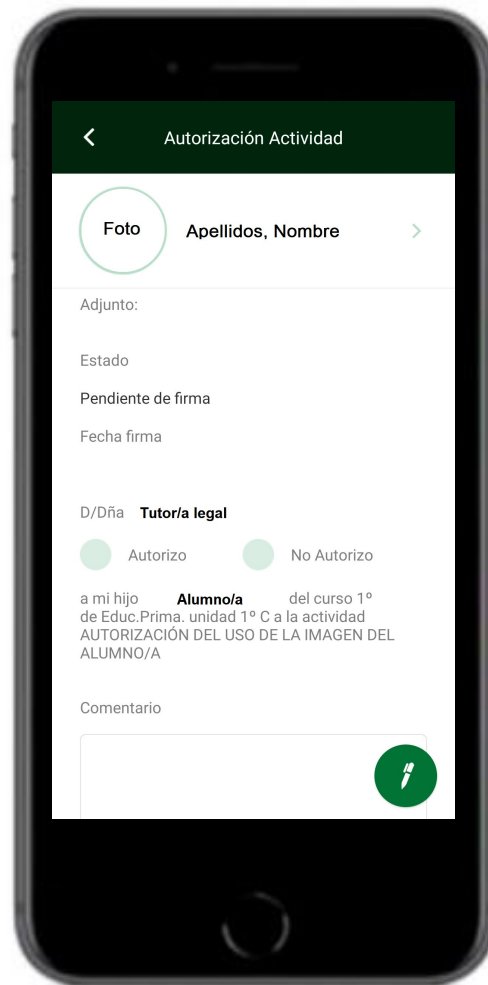 Autorización Actividad
Foto
Apellidos, Nombre
Adjunto:
Estado
Pendiente de firma
Fecha firma
D/Dña Tutor/a legal
Autorizo No Autorizo
a mi hijo Alumno/a del curso 1º
de Educ.Prima. unidad 1º C a la actividad
AUTORIZACIÓN DEL USO DE LA IMAGEN DEL
ALUMNO/A
Comentario